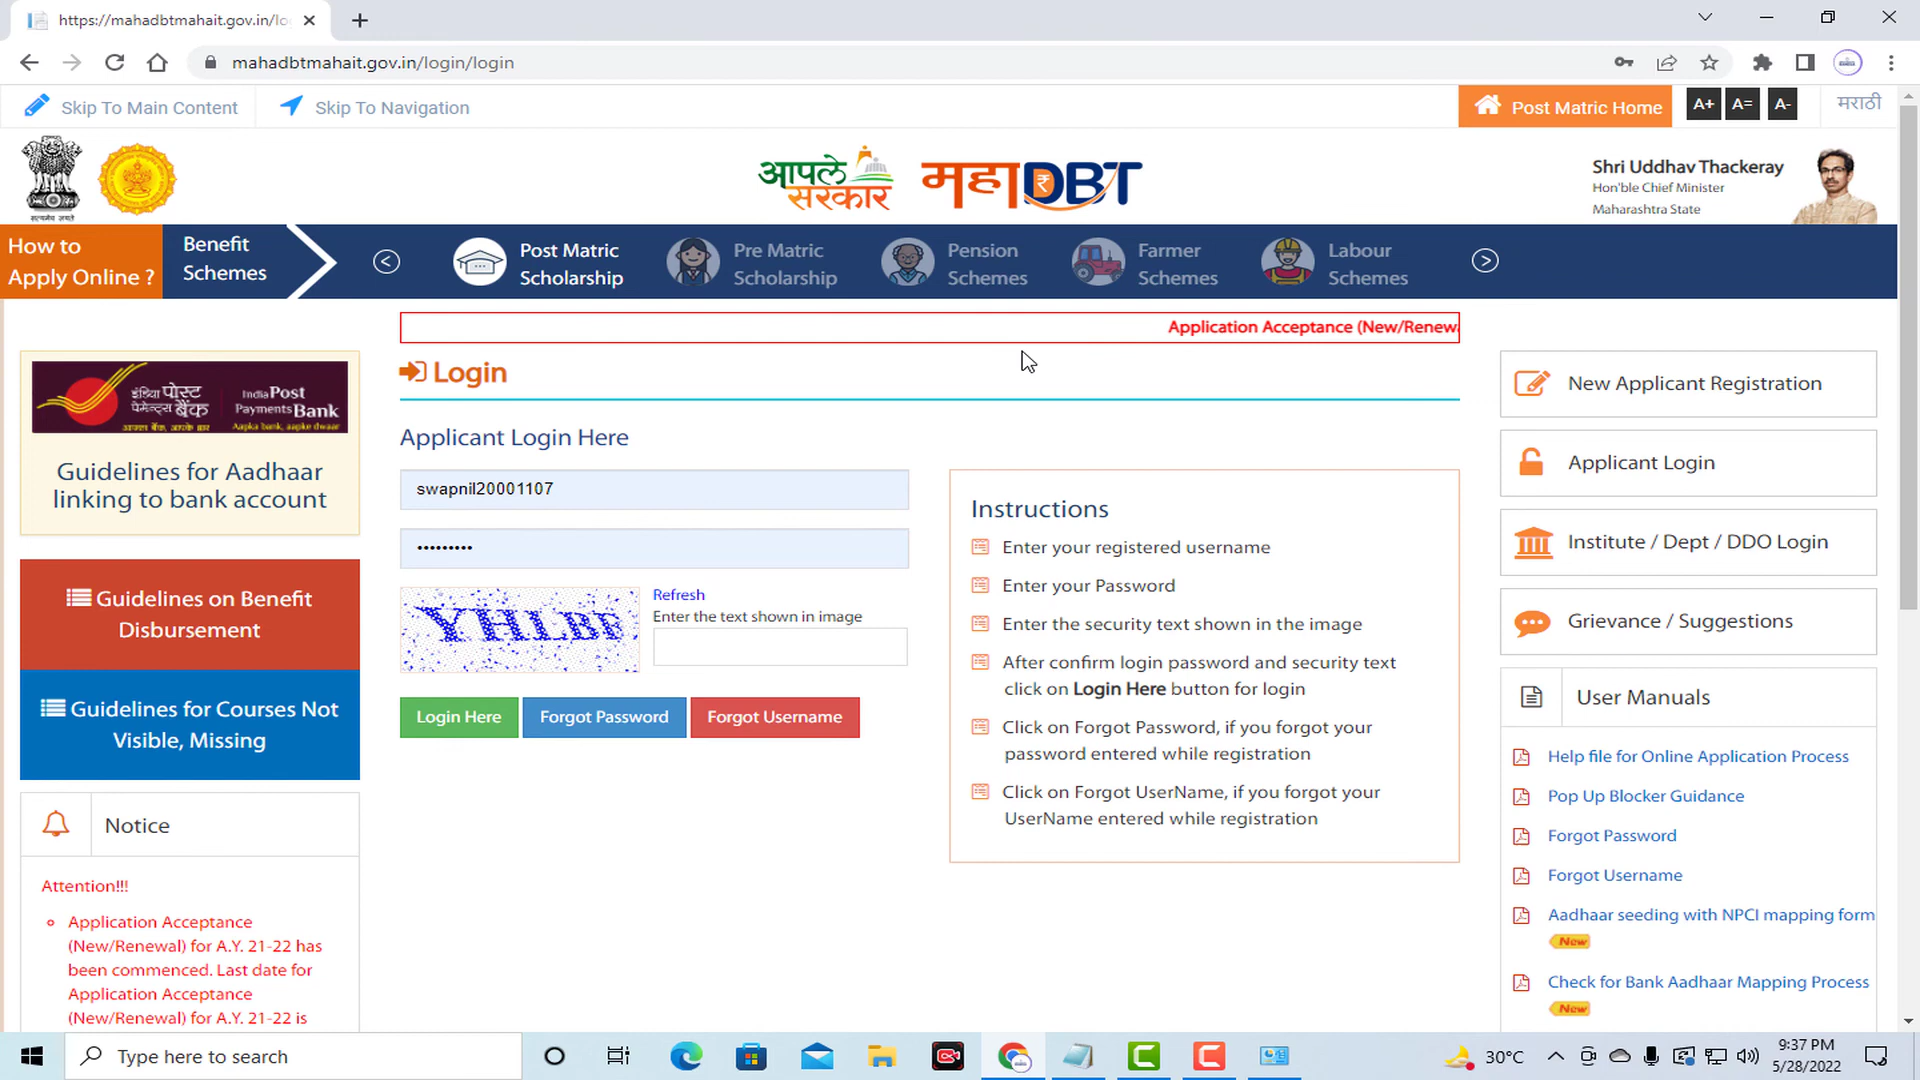 https://mahadbtmahait.gov.in/lo
mahadbtmahait.gov.in/login/login
Skip To Main Content
Skip To Navigation
Post Matric Home
A+ A= A-
मराठी
सत्यमेव जयते
आपले
सरकार
महाDBT
Shri Uddhav Thackeray
Hon'ble Chief Minister
Maharashtra State
How to
Apply Online ?
Benefit
Schemes
<
Post Matric
Scholarship
Pre Matric
Scholarship
Pension
Schemes
Farmer
Schemes
Labour
Schemes
>
Application Acceptance (New/Renewa
इंडिया पोस्ट
पेमेन्ट्स बैंक
आपका बैंक, आपके द्वार
IndiaPost
Payments Bank
Aapka bank, aapke dwaar
Guidelines for Aadhaar
linking to bank account
Guidelines on Benefit
Disbursement
Guidelines for Courses Not
Visible, Missing
Notice
Attention!!!
Application Acceptance
(New/Renewal) for A.Y. 21-22 has
been commenced. Last date for
Application Acceptance
(New/Renewal) for A.Y. 21-22 is
Login
Applicant Login Here
swapnil20001107
•••••••••
YHLBF
Refresh
Enter the text shown in image
Login Here
Forgot Password
Forgot Username
Instructions
Enter your registered username
Enter your Password
Enter the security text shown in the image
After confirm login password and security text
click on Login Here button for login
Click on Forgot Password, if you forgot your
password entered while registration
Click on Forgot UserName, if you forgot your
UserName entered while registration
New Applicant Registration
Applicant Login
Institute / Dept / DDO Login
Grievance / Suggestions
User Manuals
Help file for Online Application Process
Pop Up Blocker Guidance
Forgot Password
Forgot Username
Aadhaar seeding with NPCI mapping form
New
Check for Bank Aadhaar Mapping Process
New
Type here to search
30°C
9:37 PM
5/28/2022